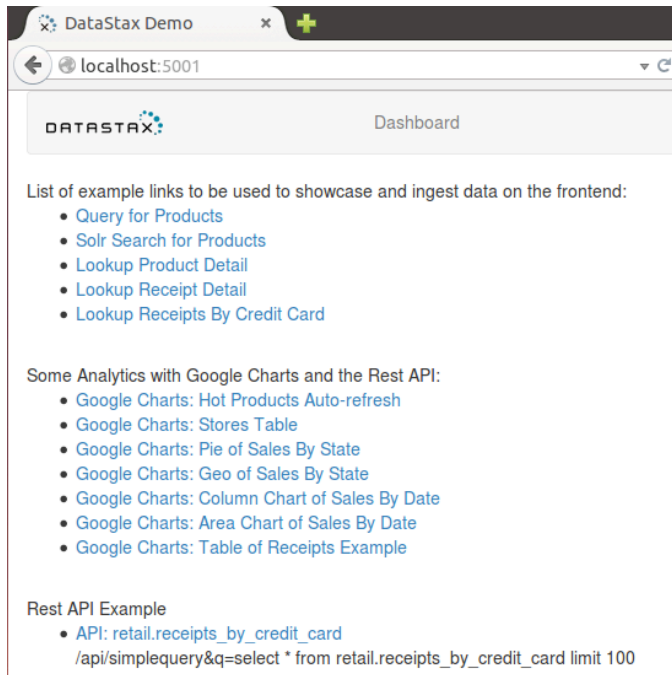 DataStax Demo
localhost:5001
DATASTAX
Dashboard
List of example links to be used to showcase and ingest data on the frontend:
Query for Products
Solr Search for Products
Lookup Product Detail
Lookup Receipt Detail
Lookup Receipts By Credit Card
Some Analytics with Google Charts and the Rest API:
Google Charts: Hot Products Auto-refresh
Google Charts: Stores Table
Google Charts: Pie of Sales By State
Google Charts: Geo of Sales By State
Google Charts: Column Chart of Sales By Date
Google Charts: Area Chart of Sales By Date
Google Charts: Table of Receipts Example
Rest API Example
API: retail.receipts_by_credit_card
/api/simplequery&q=select * from retail.receipts_by_credit_card limit 100